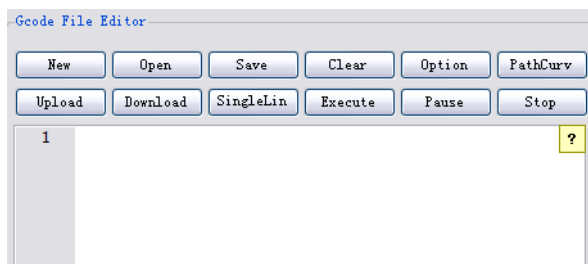 Gcode File Editor
New Open Save Clear Option PathCurv
Upload Download SingleLin Execute Pause Stop
1 ?